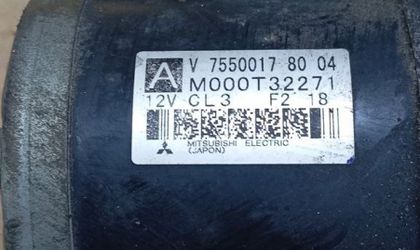 A V 7550017 80 04
M000T32271
12V CL3 F2 18
MITSUBISHI ELECTRIC
(JAPON)